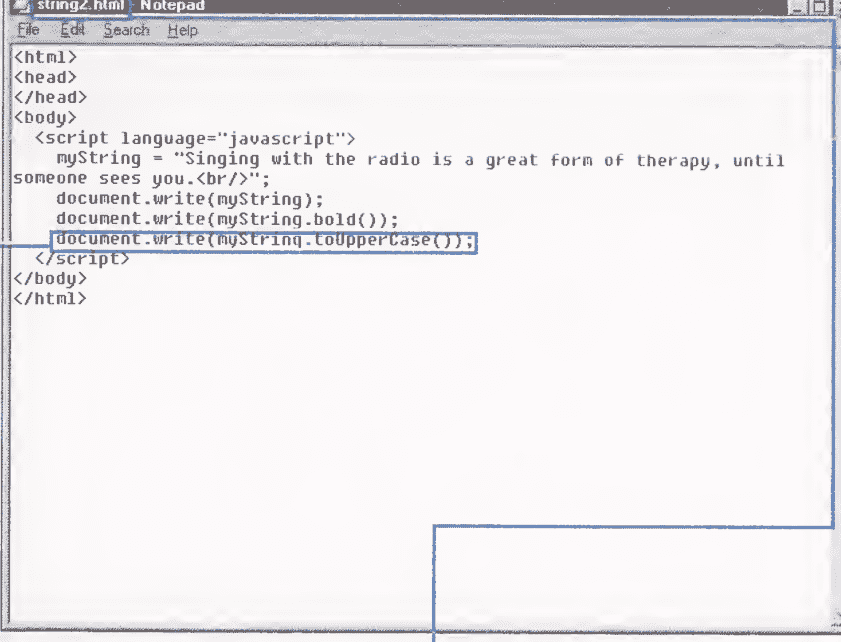 string2.html - Notepad
File Edit Search Help
<html>
<head>
</head>
<body>
  <script language="javascript">
    myString = "Singing with the radio is a great form of therapy, until
someone sees you.<br/>";
    document.write(myString);
    document.write(myString.bold());
    document.write(myString.toUpperCase());
  </script>
</body>
</html>